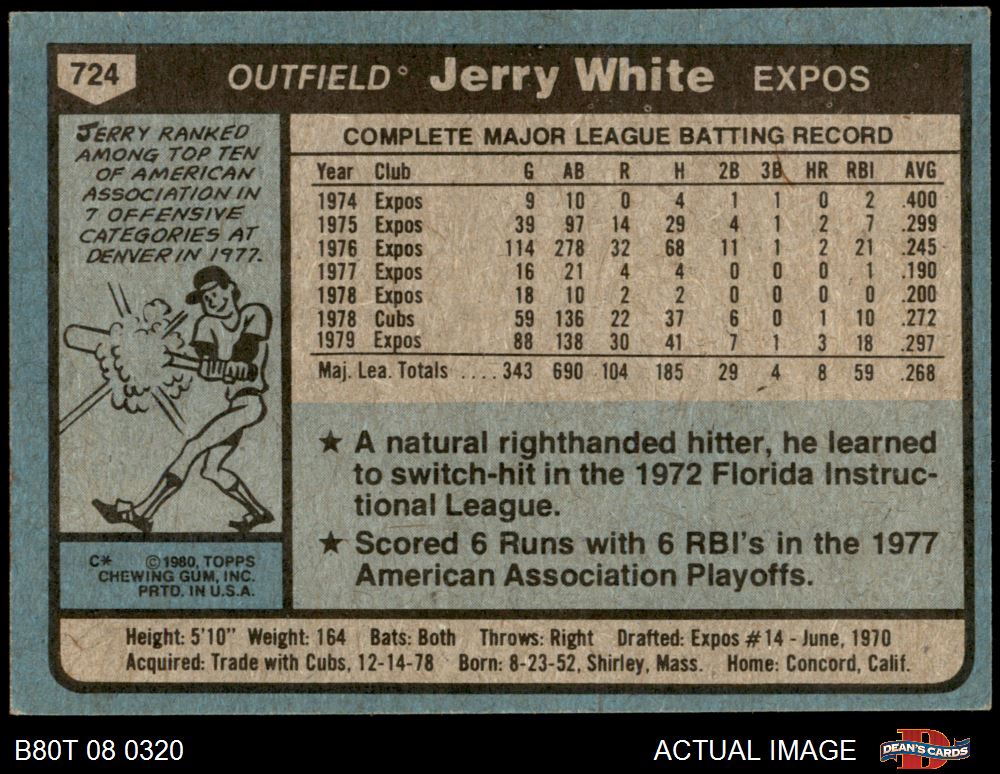 724
OUTFIELD° Jerry White EXPOS
JERRY RANKED
AMONG TOP TEN
OF AMERICAN
ASSOCIATION IN
7 OFFENSIVE
CATEGORIES AT
DENVER IN 1977.
C* ©1980, TOPPS
CHEWING GUM, INC.
PRTD. IN U.S.A.
COMPLETE MAJOR LEAGUE BATTING RECORD
Year Club G AB R H 2B 3B HR RBI AVG
1974 Expos 9 10 0 4 1 1 0 2 .400
1975 Expos 39 97 14 29 4 1 2 7 .299
1976 Expos 114 278 32 68 11 1 2 21 .245
1977 Expos 16 21 4 4 0 0 0 1 .190
1978 Expos 18 10 2 2 0 0 0 0 .200
1978 Cubs 59 136 22 37 6 0 1 10 .272
1979 Expos 88 138 30 41 7 1 3 18 .297
Maj. Lea. Totals ....343 690 104 185 29 4 8 59 .268
★ A natural righthanded hitter, he learned
to switch-hit in the 1972 Florida Instruc-
tional League.
★ Scored 6 Runs with 6 RBI's in the 1977
American Association Playoffs.
Height: 5'10" Weight: 164 Bats: Both Throws: Right Drafted: Expos #14 - June, 1970
Acquired: Trade with Cubs, 12-14-78 Born: 8-23-52, Shirley, Mass. Home: Concord, Calif.
B80T 08 0320 ACTUAL IMAGE DEAN'S CARDS